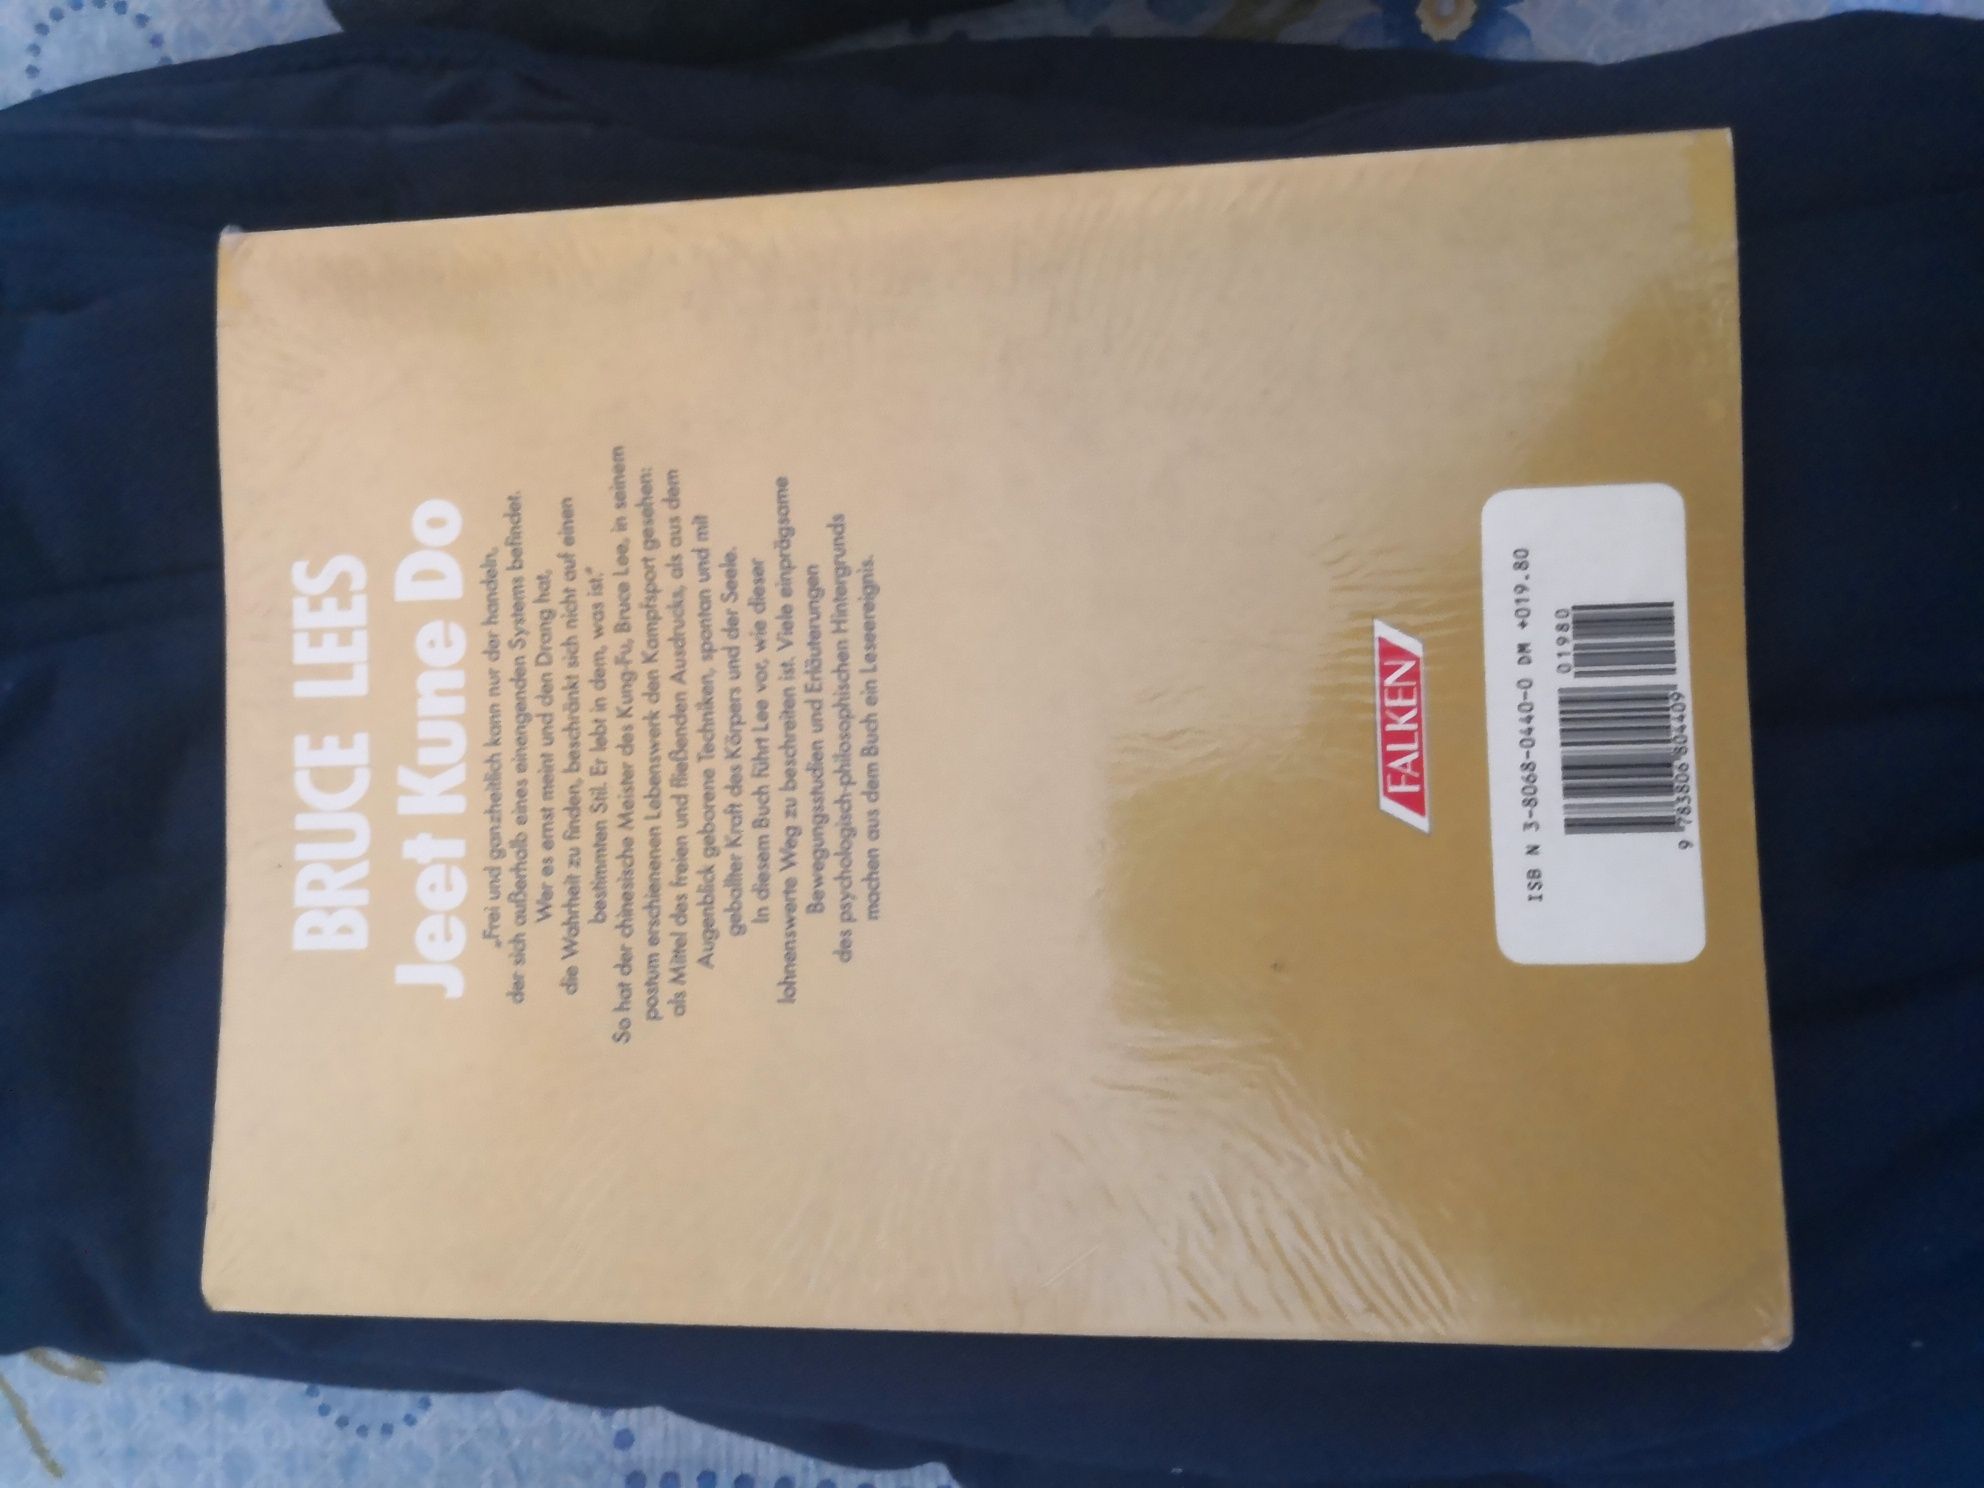 BRUCE LEES
Jeet Kune Do
„Frei und ganzheitlich kann nur der handeln,
der sich außerhalb eines einengenden Systems befindet.
Wer es ernst meint und den Drang hat,
die Wahrheit zu finden, beschränkt sich nicht auf einen
bestimmten Stil. Er lebt in dem, was ist.“
So hat der chinesische Meister des Kung-Fu, Bruce Lee, in seinem
postum erschienenen Lebenswerk den Kampfsport gesehen:
als Mittel des freien und fließenden Ausdrucks, als aus dem
Augenblick geborene Techniken, spontan und mit
geballter Kraft des Körpers und der Seele.
In diesem Buch führt Lee vor, wie dieser
lohnenswerte Weg zu beschreiten ist. Viele einprägsame
Bewegungsstudien und Erläuterungen
des psychologisch-philosophischen Hintergrunds
machen aus dem Buch ein Leseereignis.
FALKEN
ISB N 3-8068-0440-0 DM +019.80
01980
9 783806 804409